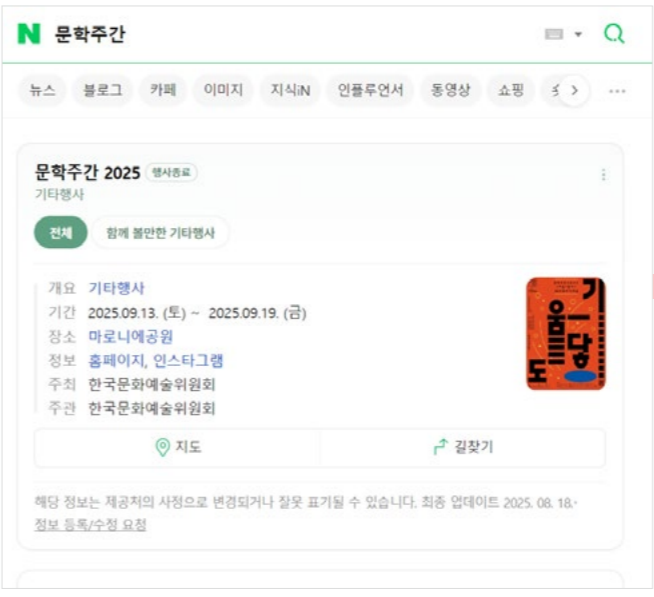 N 문학주간
뉴스 블로그 카페 이미지 지식iN 인플루언서 동영상 쇼핑
문학주간 2025 행사종료
기타행사
전체 함께 볼만한 기타행사
개요 기타행사
기간 2025.09.13. (토) ~ 2025.09.19. (금)
장소 마로니에공원
정보 홈페이지, 인스타그램
주최 한국문화예술위원회
주관 한국문화예술위원회
도움닿기
지도 길찾기
해당 정보는 제공처의 사정으로 변경되거나 잘못 표기될 수 있습니다. 최종 업데이트 2025. 08. 18.·
정보 등록/수정 요청